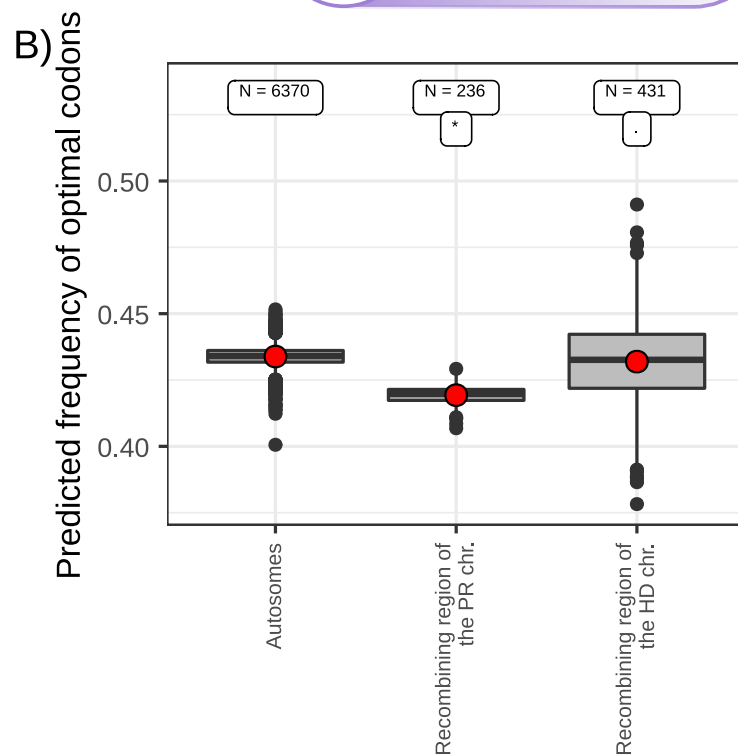 B)
Predicted frequency of optimal codons
N = 6370
N = 236
N = 431
*
.
0.50
0.45
0.40
Autosomes
Recombining region of
the PR chr.
Recombining region of
the HD chr.